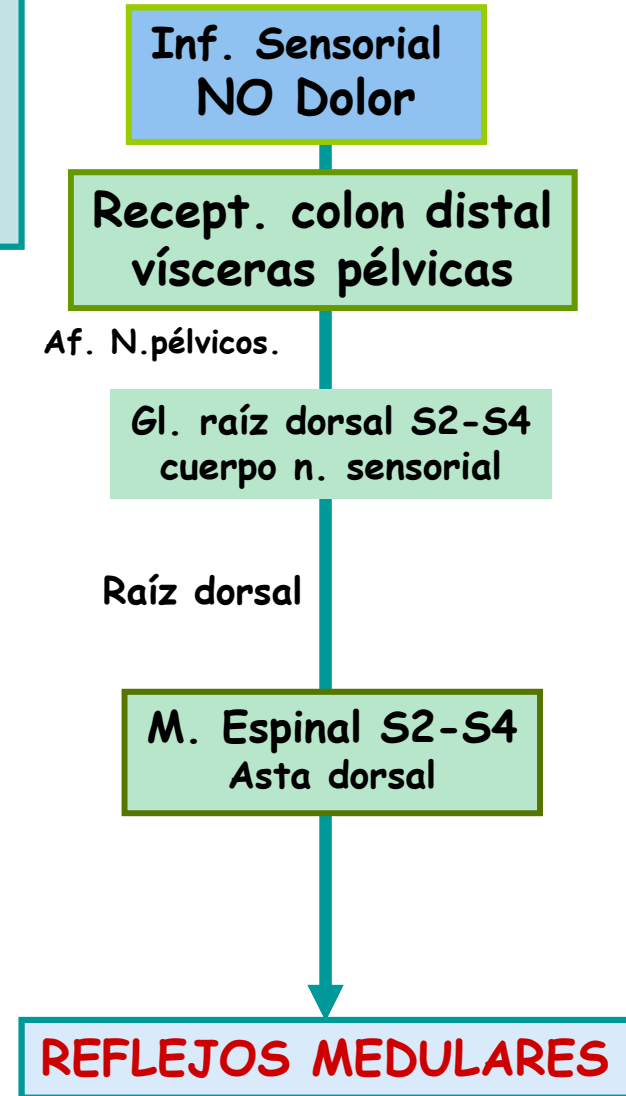 Inf. Sensorial
NO Dolor
Recept. colon distal
vísceras pélvicas
Af. N.pélvicos.
Gl. raíz dorsal S2-S4
cuerpo n. sensorial
Raíz dorsal
M. Espinal S2-S4
Asta dorsal
REFLEJOS MEDULARES